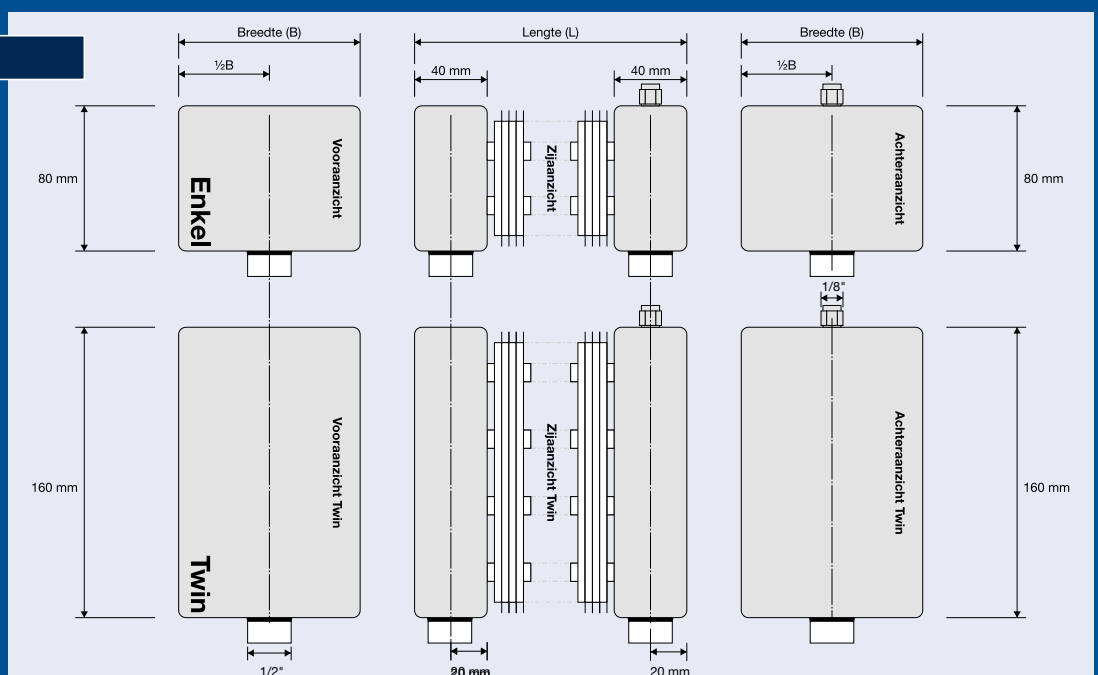 Breedte (B)
Lengte (L)
Breedte (B)
½B
40 mm
40 mm
½B
80 mm
Enkel
Vooraanzicht
Zijaanzicht
Achteraanzicht
80 mm
1/8"
160 mm
Twin
Vooraanzicht Twin
Zijaanzicht Twin
Achteraanzicht Twin
160 mm
1/2"
20 mm
20 mm